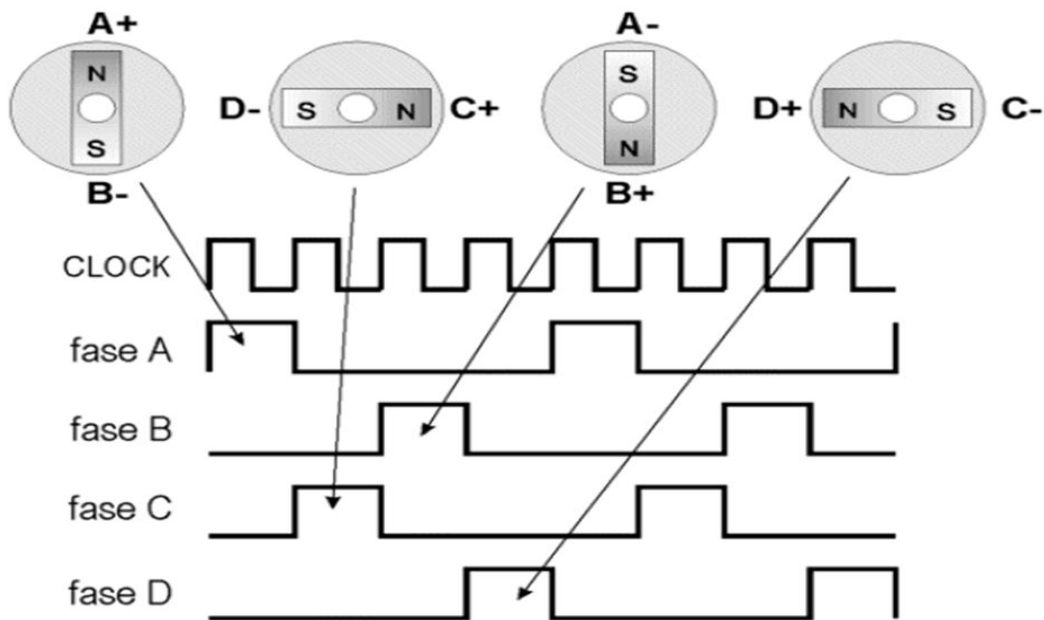 A+ A-
N S
D- S N C+ D+ N S C-
S N
B- B+
CLOCK
fase A
fase B
fase C
fase D